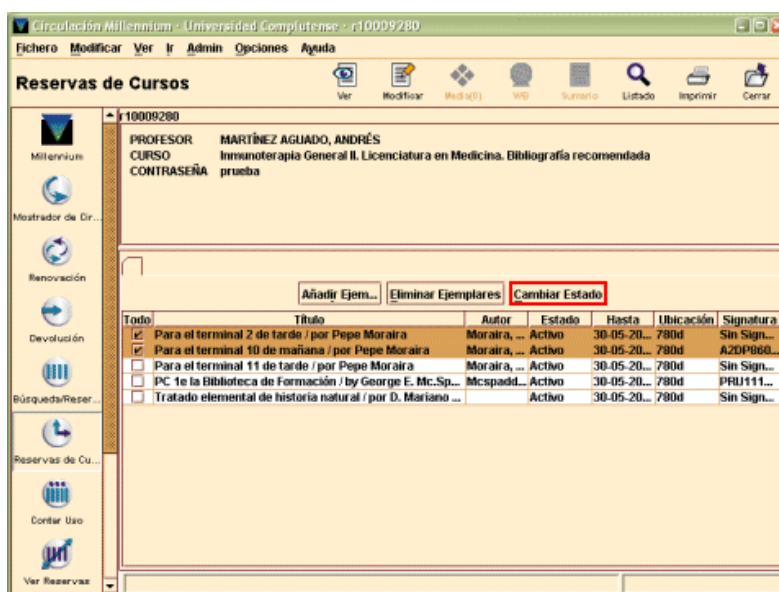 Circulación Millennium - Universidad Complutense - r10009280
Fichero Modificar Ver Ir Admin Opciones Ayuda
Reservas de Cursos
Ver Modificar Media(0) WB Sumario Listado Imprimir Cerrar
r10009280
PROFESOR MARTÍNEZ AGUADO, ANDRÉS
CURSO Inmunoterapia General II. Licenciatura en Medicina. Bibliografía recomendada
CONTRASEÑA prueba
Millennium
Mostrador de Cir...
Renovación
Devolución
Búsqueda/Reser...
Reservas de Cu...
Contar Uso
Ver Reservas
Añadir Ejem... Eliminar Ejemplares Cambiar Estado
Todo Título Autor Estado Hasta Ubicación Signatura
Para el terminal 2 de tarde / por Pepe Moraira Moraira, ... Activo 30-05-20... 780d Sin Sign...
Para el terminal 10 de mañana / por Pepe Moraira Moraira, ... Activo 30-05-20... 780d A2DP860...
Para el terminal 11 de tarde / por Pepe Moraira Moraira, ... Activo 30-05-20... 780d Sin Sign...
PC 1e la Biblioteca de Formación / by George E. Mc.Sp... Mcspadd... Activo 30-05-20... 780d PRU111...
Tratado elemental de historia natural / por D. Mariano ... Activo 30-05-20... 780d Sin Sign...